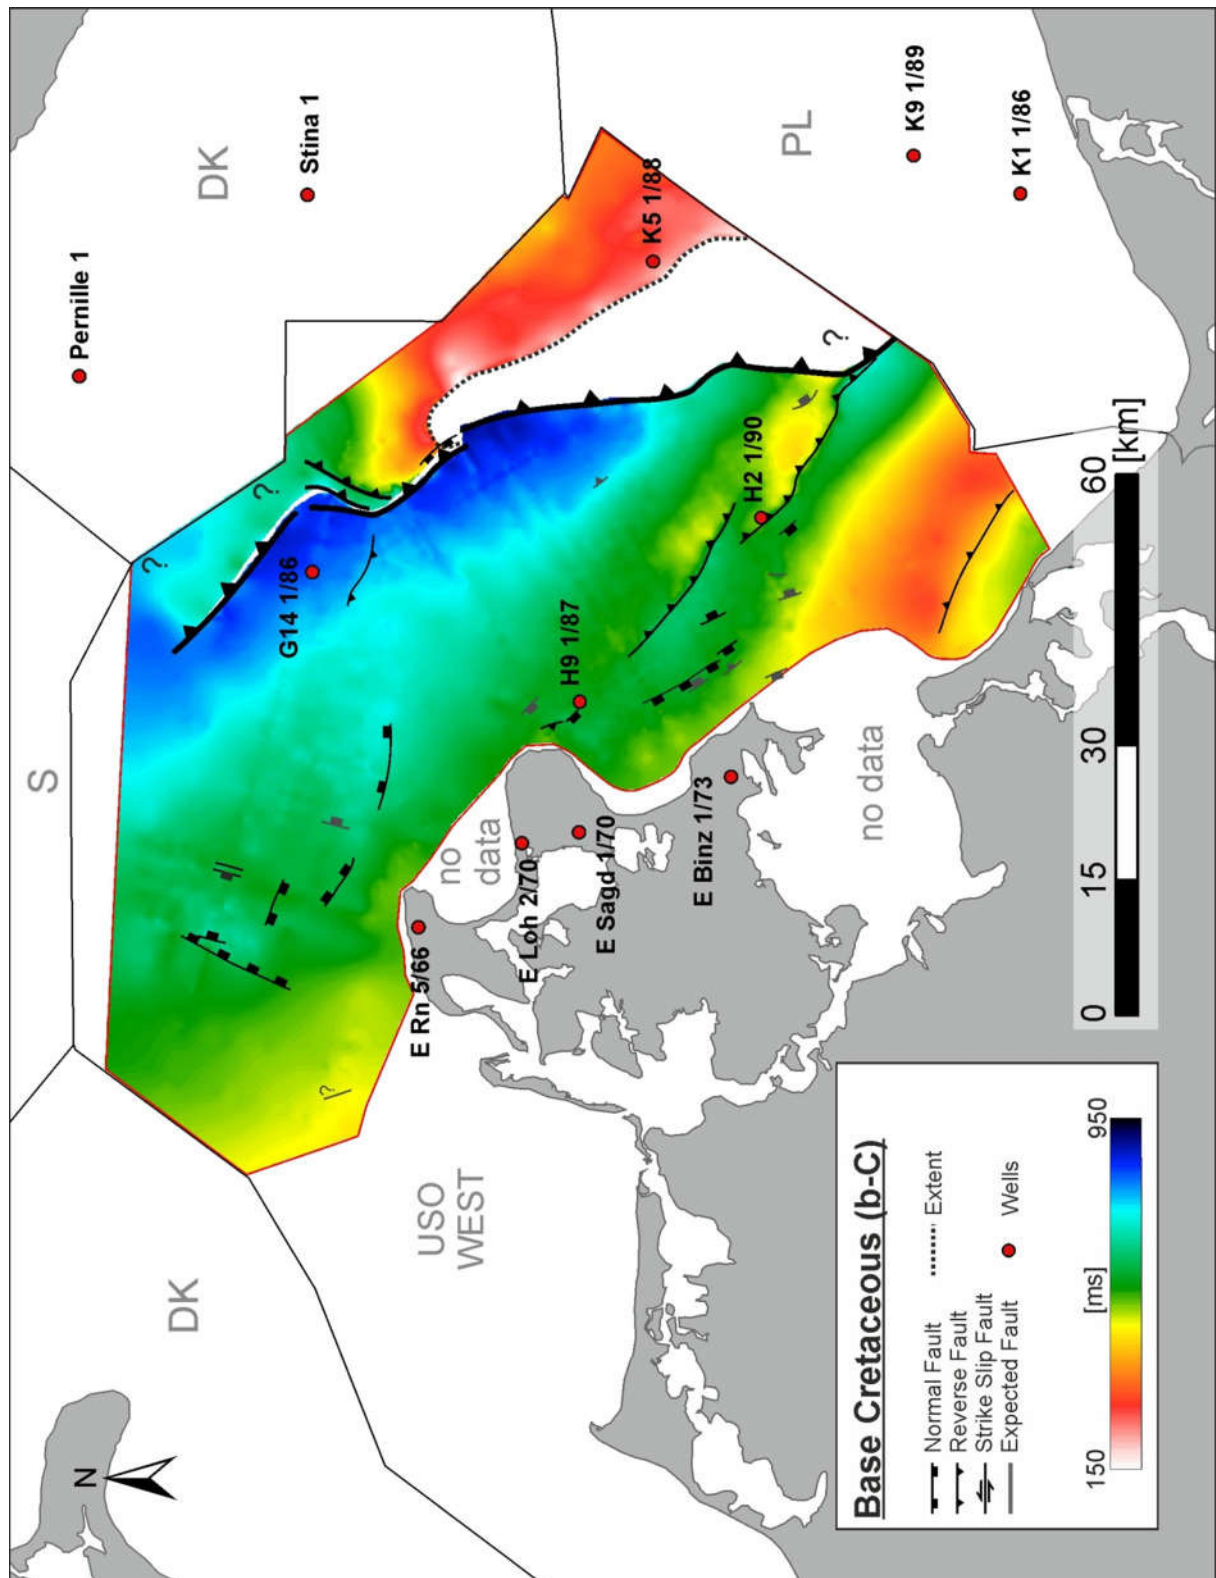 Pernille 1
S
DK
Stina 1
?
?
G14 1/86
DK
N
?
E Rn 5/66
no
data
H9 1/87
K5 1/88
USO
WEST
E Loh 2/70
E Sagd 1/70
E Binz 1/73
H2 1/90
?
PL
no data
K9 1/89
K1 1/86
Base Cretaceous (b-C)
Normal Fault
Extent
Reverse Fault
Strike Slip Fault
Expected Fault
Wells
150
[ms]
950
0
15
30
60
[km]